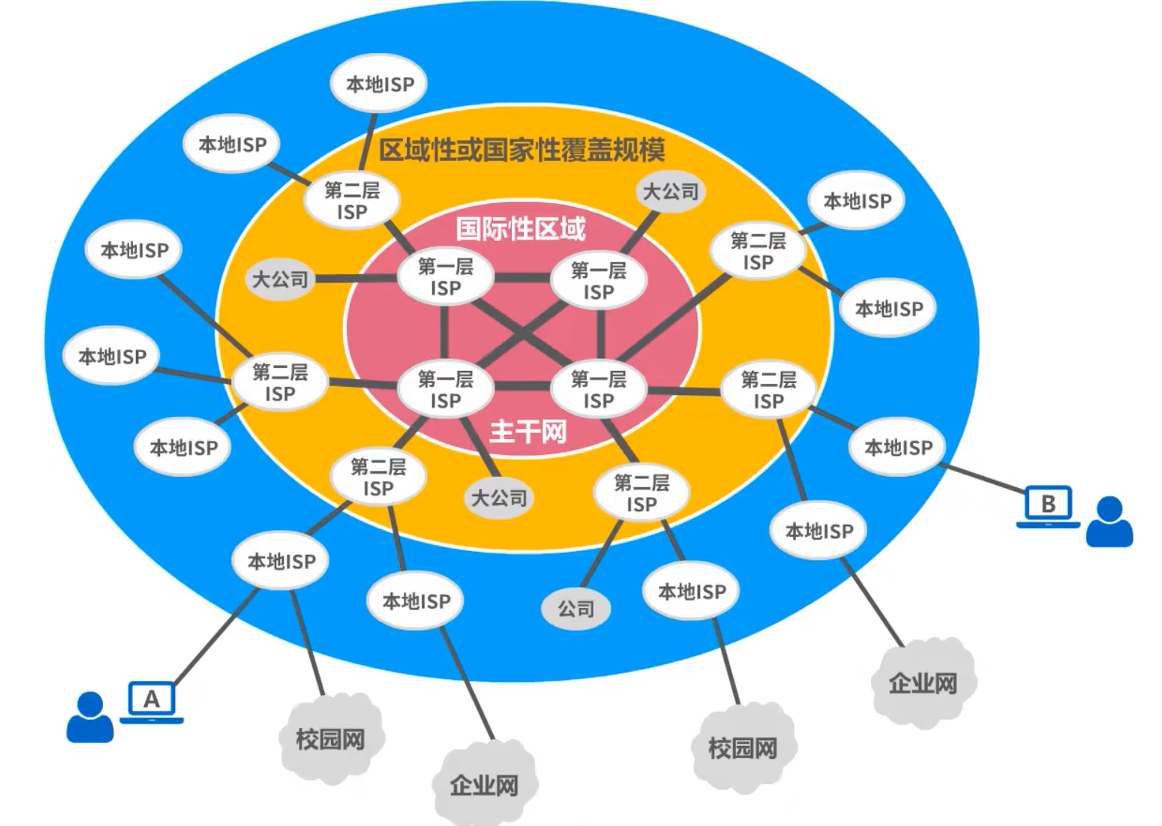 本地ISP
本地ISP
区域性或国家性覆盖规模
第二层
ISP
大公司
本地ISP
国际性区域
第二层
ISP
本地ISP
大公司
第一层
ISP
第一层
ISP
本地ISP
本地ISP
第二层
ISP
第一层
ISP
第一层
ISP
第二层
ISP
本地ISP
主干网
本地ISP
第二层
ISP
大公司
第二层
ISP
B
本地ISP
本地ISP
本地ISP
公司
本地ISP
A
校园网
企业网
校园网
企业网